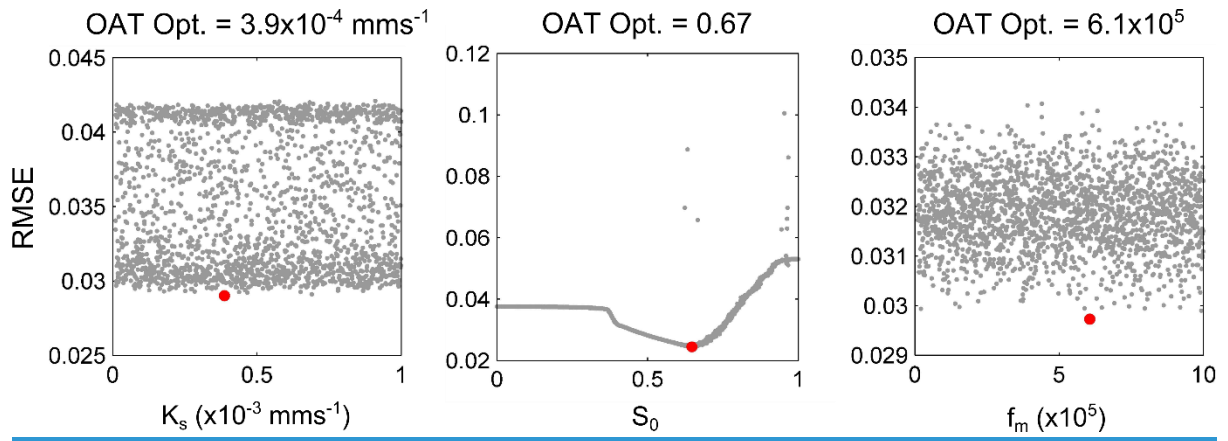 OAT Opt. = 3.9x10⁻⁴ mms⁻¹
RMSE
0.045
0.04
0.035
0.03
0.025
0 0.5 1
Kₛ (x10⁻³ mms⁻¹)
OAT Opt. = 0.67
0.12
0.1
0.08
0.06
0.04
0.02
0 0.5 1
S₀
OAT Opt. = 6.1x10⁵
0.035
0.034
0.033
0.032
0.031
0.03
0.029
0 5 10
fₘ (x10⁵)